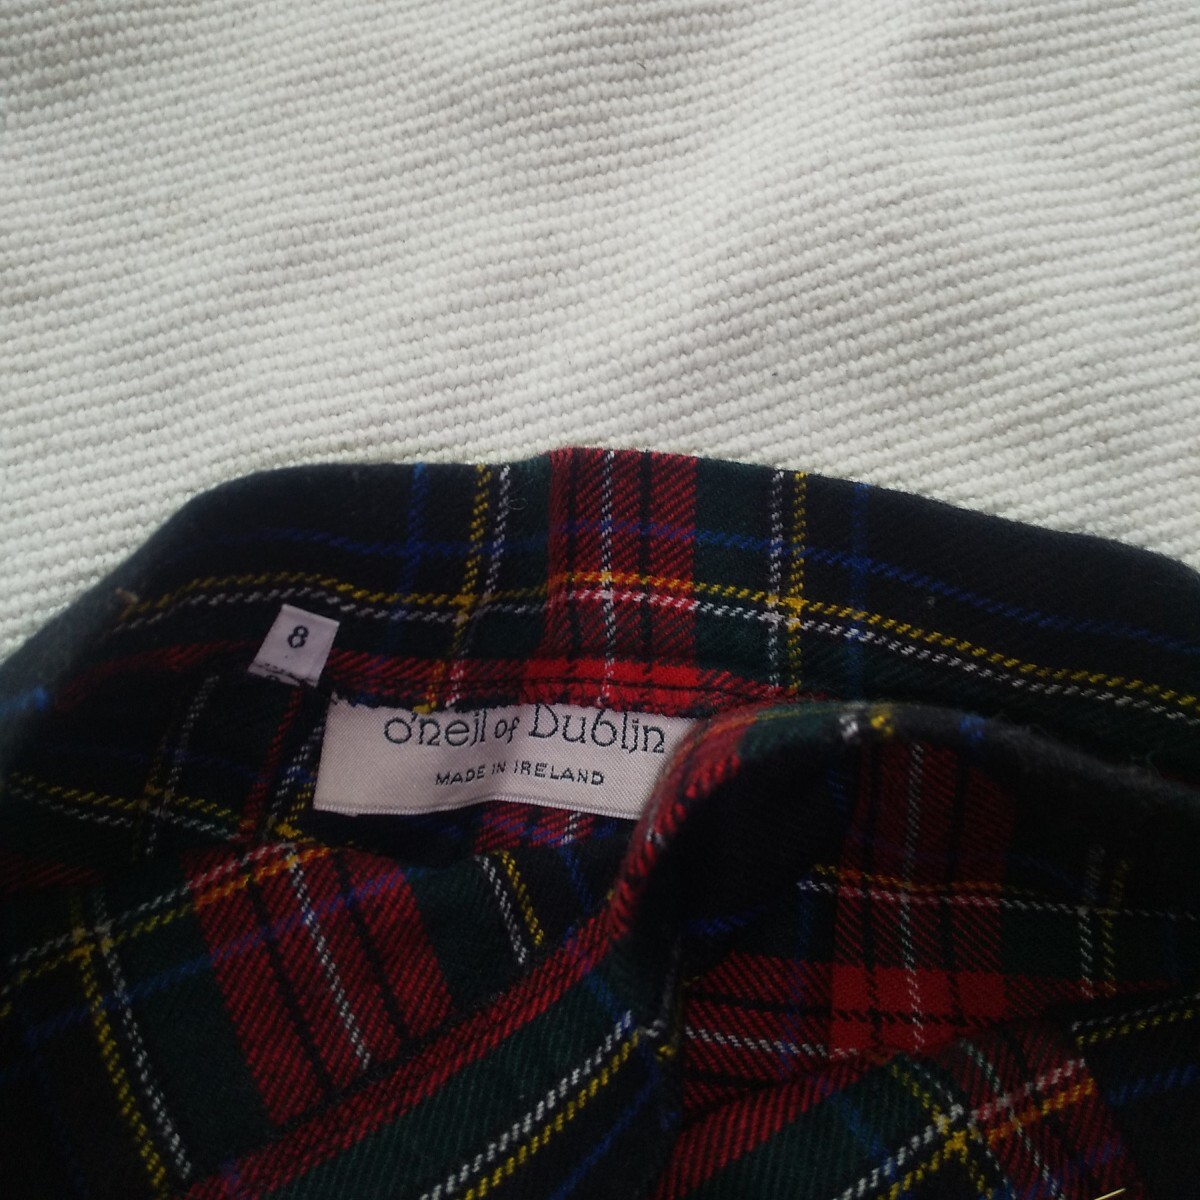 8
O'neil of Dublin
MADE IN IRELAND